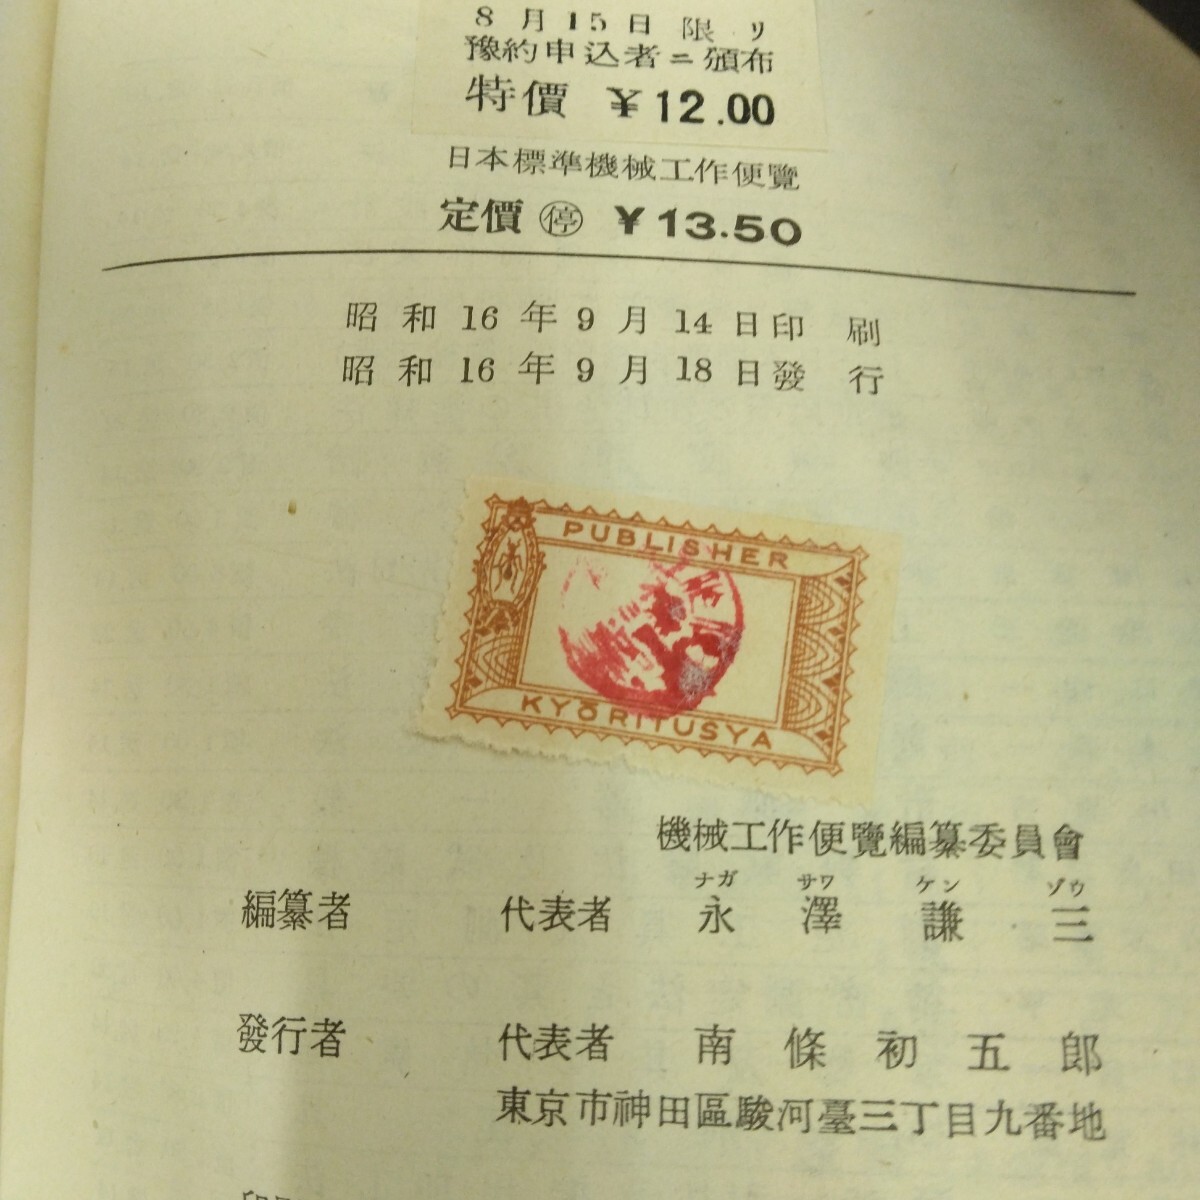 8月15日限リ
豫約申込者ニ頒布
特價 ¥12.00
日本標準機械工作便覽
定價 ㊡ ¥13.50
昭和16年9月14日印刷
昭和16年9月18日發行
PUBLISHER
KYŌRITUSYA
機械工作便覽編纂委員會
ナガ サワ ケン ゾウ
編纂者 代表者 永澤謙三
發行者 代表者 南條初五郎
東京市神田區駿河臺三丁目九番地